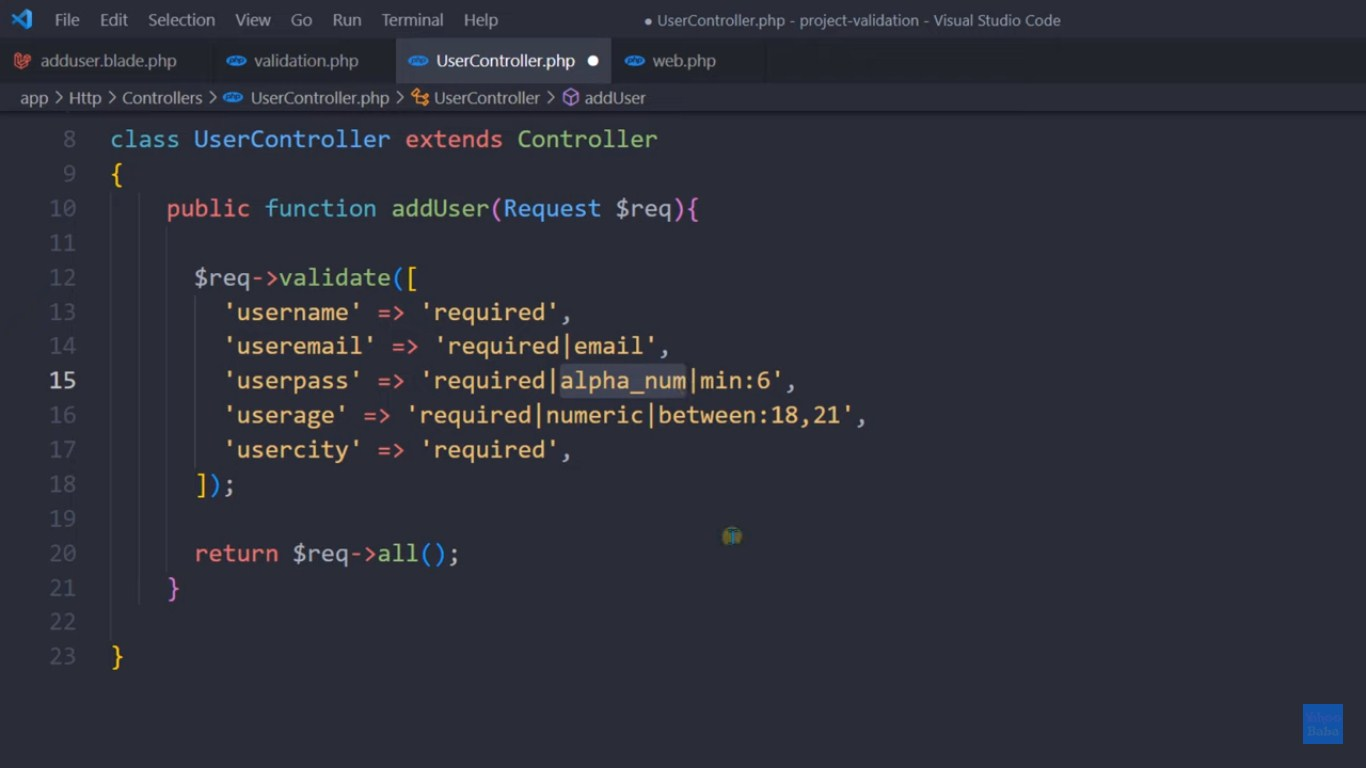 File Edit Selection View Go Run Terminal Help ● UserController.php - project-validation - Visual Studio Code
adduser.blade.php validation.php UserController.php ● web.php
app > Http > Controllers > UserController.php > UserController > addUser
8 class UserController extends Controller
9 {
10 public function addUser(Request $req){
11
12 $req->validate([
13 'username' => 'required',
14 'useremail' => 'required|email',
15 'userpass' => 'required|alpha_num|min:6',
16 'userage' => 'required|numeric|between:18,21',
17 'usercity' => 'required',
18 ]);
19
20 return $req->all();
21 }
22
23 }
Baba